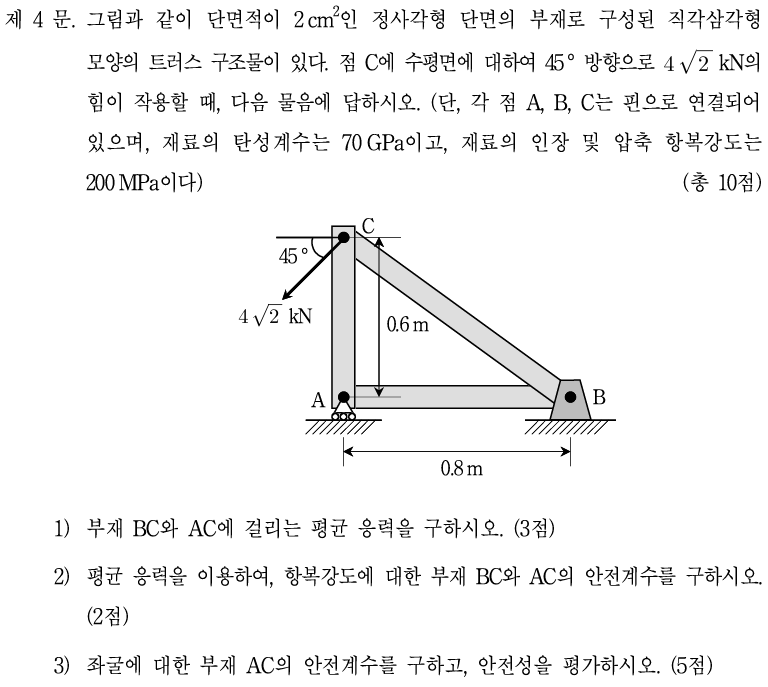 제 4 문. 그림과 같이 단면적이 2cm²인 정사각형 단면의 부재로 구성된 직각삼각형
모양의 트러스 구조물이 있다. 점 C에 수평면에 대하여 45° 방향으로 4√2 kN의
힘이 작용할 때, 다음 물음에 답하시오. (단, 각 점 A, B, C는 핀으로 연결되어
있으며, 재료의 탄성계수는 70GPa이고, 재료의 인장 및 압축 항복강도는
200MPa이다) (총 10점)
C
45°
4√2 kN
0.6m
A
B
0.8m
1) 부재 BC와 AC에 걸리는 평균 응력을 구하시오. (3점)
2) 평균 응력을 이용하여, 항복강도에 대한 부재 BC와 AC의 안전계수를 구하시오.
(2점)
3) 좌굴에 대한 부재 AC의 안전계수를 구하고, 안전성을 평가하시오. (5점)